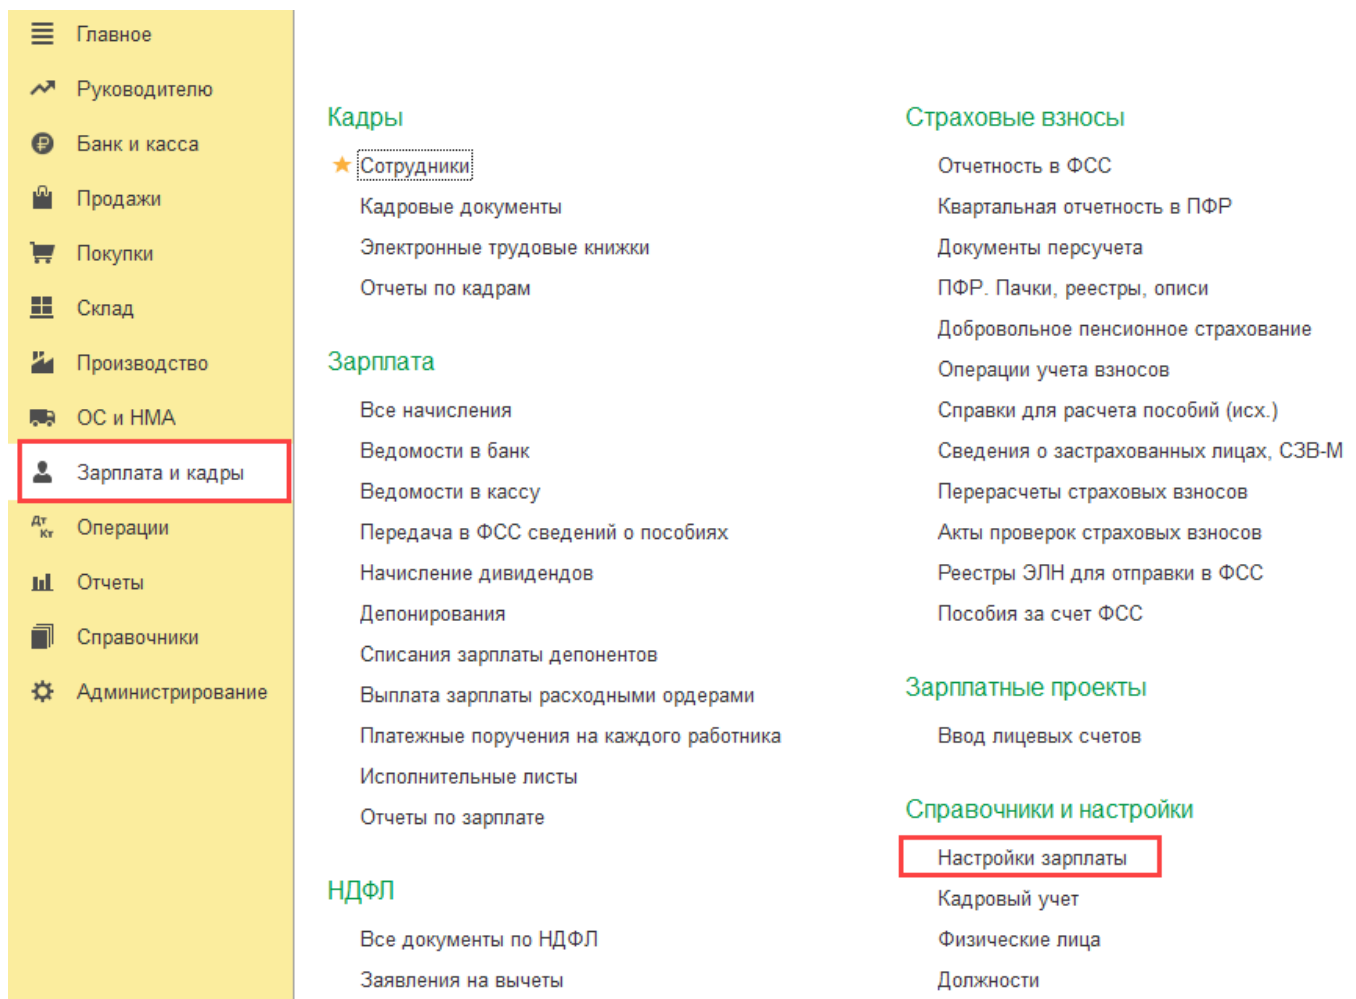 Главное
Руководителю
Банк и касса
Продажи
Покупки
Склад
Производство
ОС и НМА
Зарплата и кадры
Дт
Кт
Операции
Отчеты
Справочники
Администрирование
Кадры
Сотрудники
Кадровые документы
Электронные трудовые книжки
Отчеты по кадрам
Зарплата
Все начисления
Ведомости в банк
Ведомости в кассу
Передача в ФСС сведений о пособиях
Начисление дивидендов
Депонирования
Списания зарплаты депонентов
Выплата зарплаты расходными ордерами
Платежные поручения на каждого работника
Исполнительные листы
Отчеты по зарплате
НДФЛ
Все документы по НДФЛ
Заявления на вычеты
Страховые взносы
Отчетность в ФСС
Квартальная отчетность в ПФР
Документы персучета
ПФР. Пачки, реестры, описи
Добровольное пенсионное страхование
Операции учета взносов
Справки для расчета пособий (исх.)
Сведения о застрахованных лицах, СЗВ-М
Перерасчеты страховых взносов
Акты проверок страховых взносов
Реестры ЭЛН для отправки в ФСС
Пособия за счет ФСС
Зарплатные проекты
Ввод лицевых счетов
Справочники и настройки
Настройки зарплаты
Кадровый учет
Физические лица
Должности